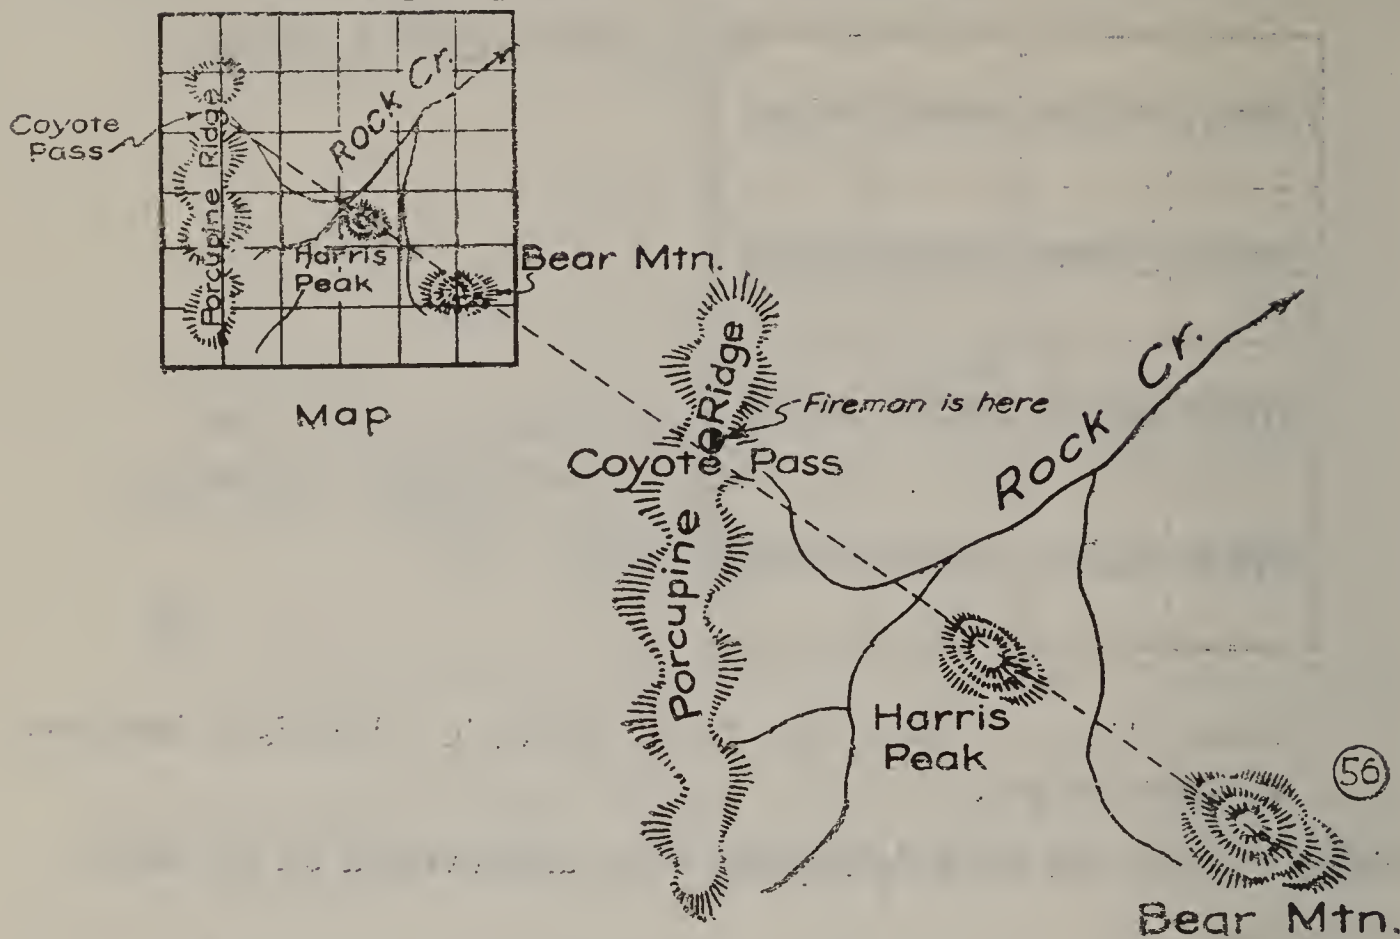 Coyote
Pass
Porcupine Ridge
ROCK Cr.
Harris
Peak
Bear Mtn.
Map
Ridge
Fireman is here
Coyote Pass
Porcupine
ROCK Cr.
Harris
Peak
56
Bear Mtn.